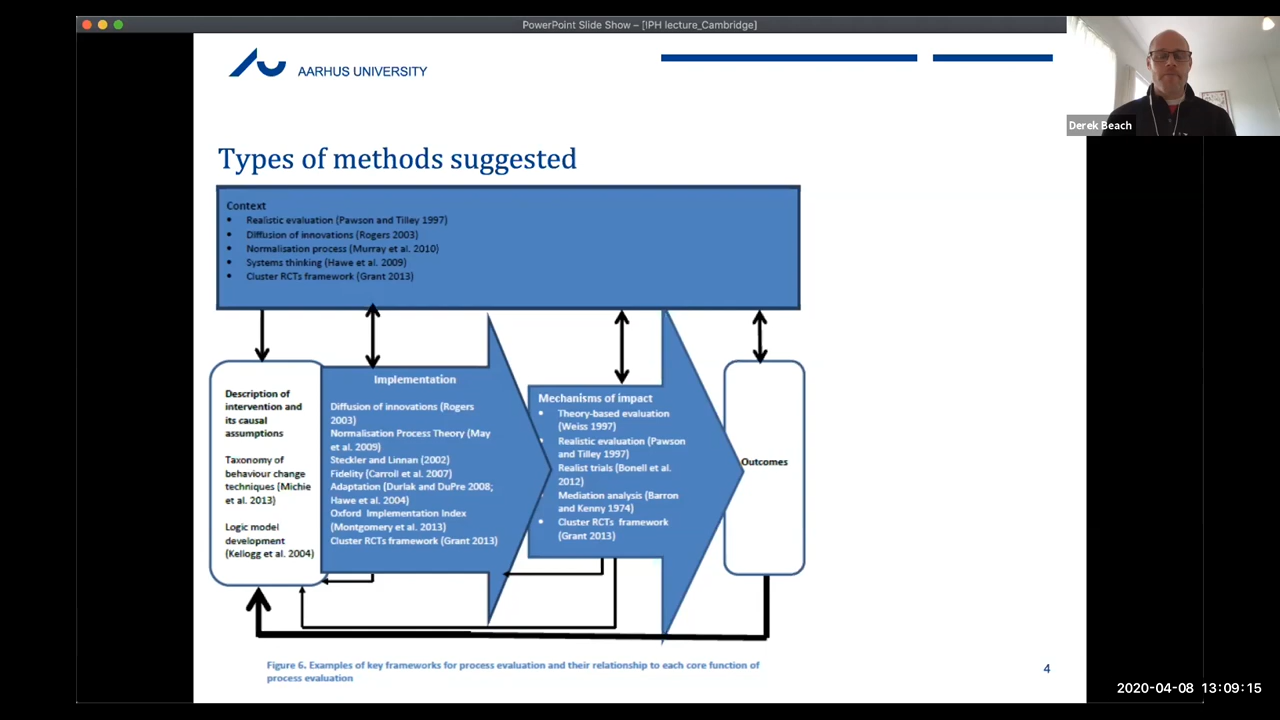 PowerPoint Slide Show – [IPH lecture_Cambridge]
AARHUS UNIVERSITY
Derek Beach
Types of methods suggested
Context
• Realistic evaluation (Pawson and Tilley 1997)
• Diffusion of innovations (Rogers 2003)
• Normalisation process (Murray et al. 2010)
• Systems thinking (Hawe et al. 2009)
• Cluster RCTs framework (Grant 2013)
Description of
intervention and
its causal
assumptions
Taxonomy of
behaviour change
techniques (Michie
et al. 2013)
Logic model
development
(Kellogg et al. 2004)
Implementation
Diffusion of innovations (Rogers
2003)
Normalisation Process Theory (May
et al. 2009)
Steckler and Linnan (2002)
Fidelity (Carroll et al. 2007)
Adaptation (Durlak and DuPre 2008;
Hawe et al. 2004)
Oxford Implementation Index
(Montgomery et al. 2013)
Cluster RCTs framework (Grant 2013)
Mechanisms of impact
• Theory-based evaluation
(Weiss 1997)
• Realistic evaluation (Pawson
and Tilley 1997)
• Realist trials (Bonell et al.
2012)
• Mediation analysis (Barron
and Kenny 1974)
• Cluster RCTs framework
(Grant 2013)
Outcomes
Figure 6. Examples of key frameworks for process evaluation and their relationship to each core function of
process evaluation
4
2020-04-08 13:09:15